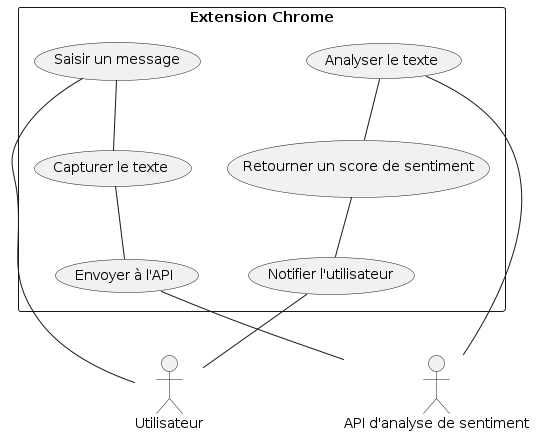 Extension Chrome
Saisir un message
Analyser le texte
Capturer le texte
Retourner un score de sentiment
Envoyer à l'API
Notifier l'utilisateur
Utilisateur
API d'analyse de sentiment